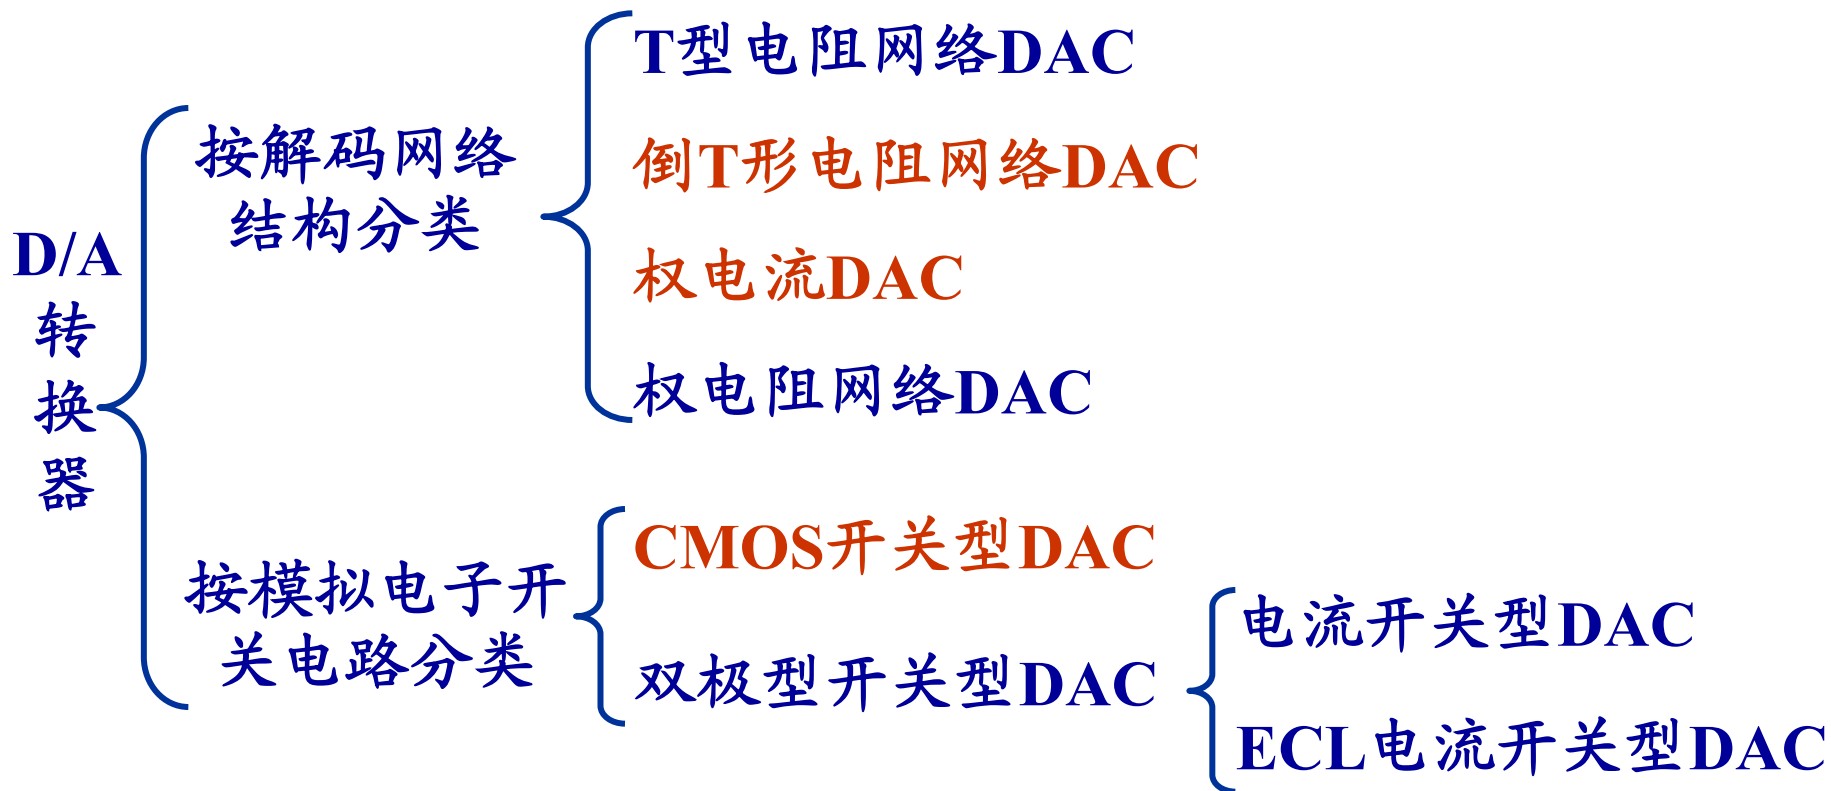 D/A
转
换
器
按解码网络
结构分类
T型电阻网络DAC
倒T形电阻网络DAC
权电流DAC
权电阻网络DAC
按模拟电子开
关电路分类
CMOS开关型DAC
双极型开关型DAC
电流开关型DAC
ECL电流开关型DAC